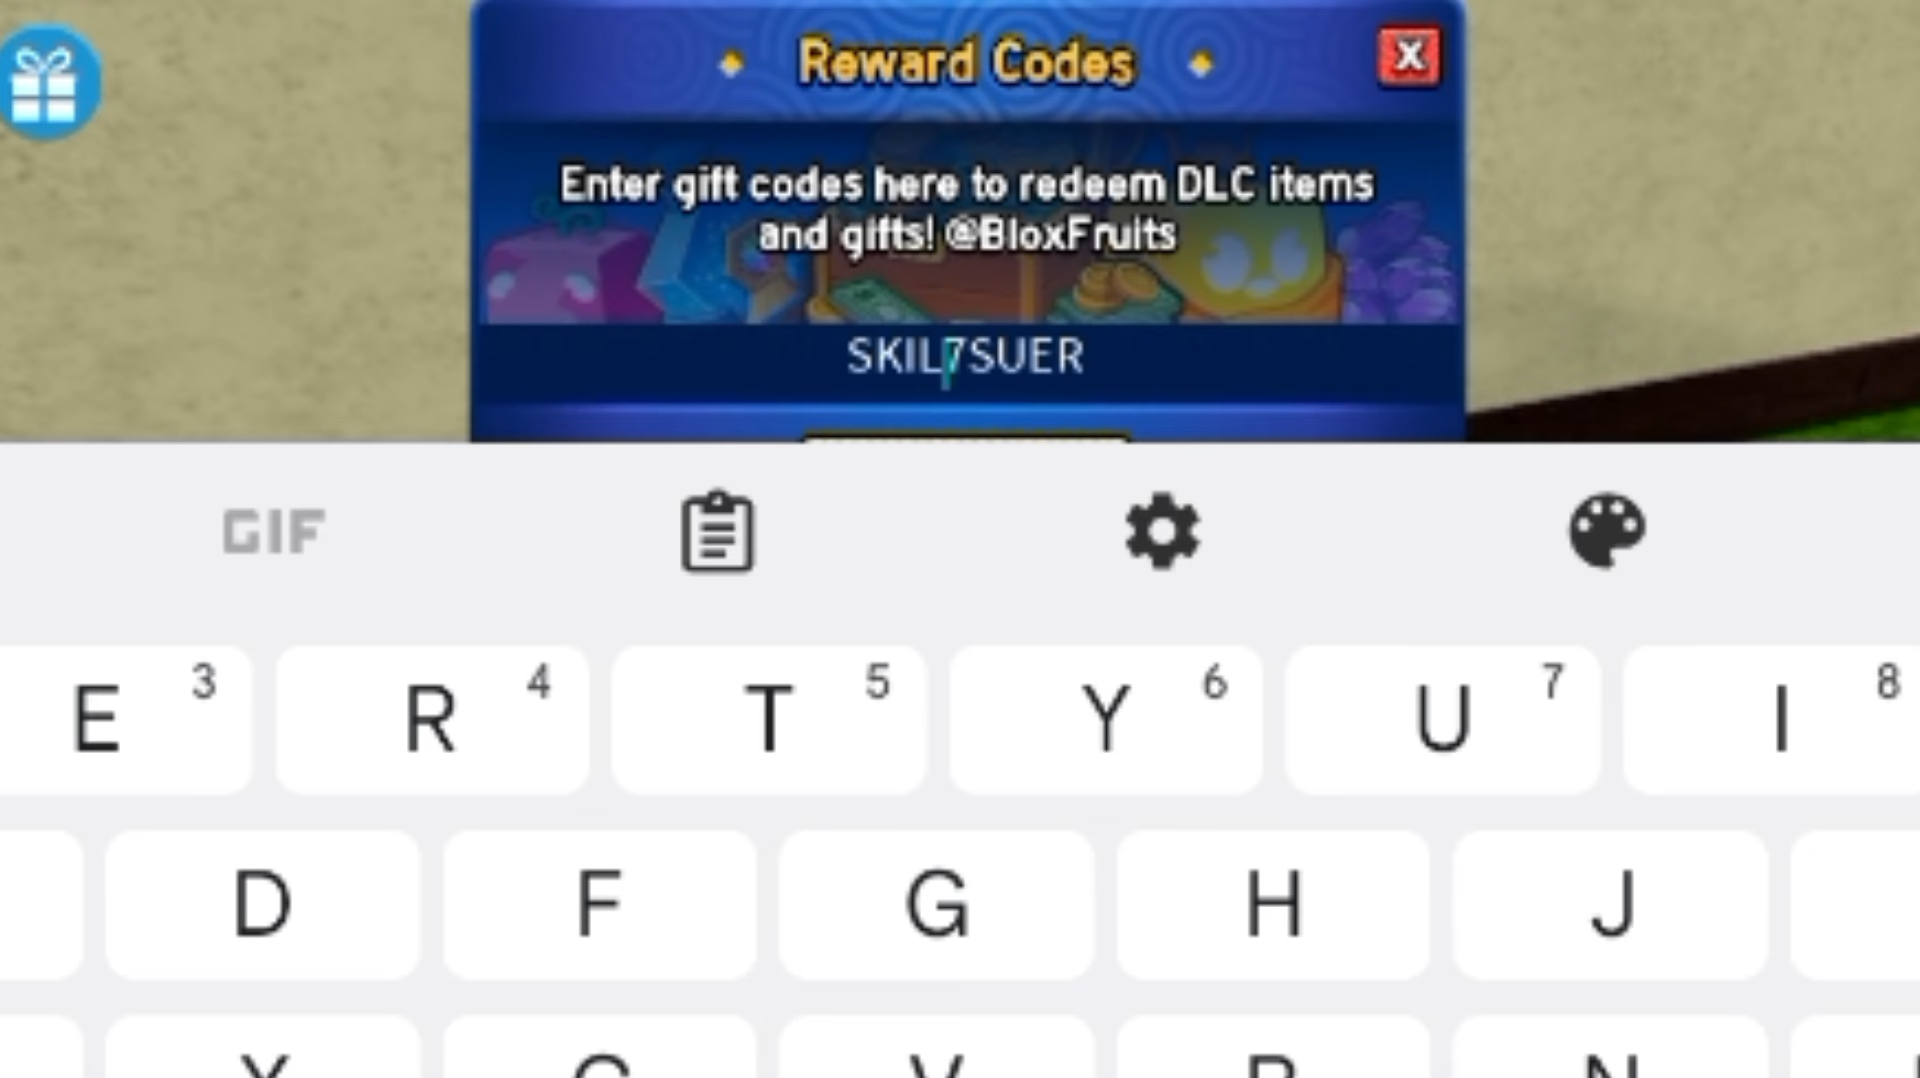 Reward Codes
X
Enter gift codes here to redeem DLC items
and gifts! @BloxFruits
SKIL7SUER
GIF
E 3 R 4 T 5 Y 6 U 7 I 8
D F G H J
X C V B N